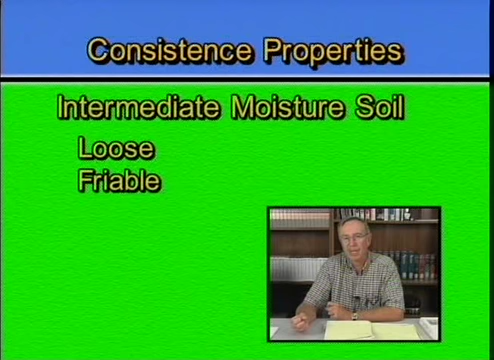 Consistence Properties
Intermediate Moisture Soil
Loose
Friable